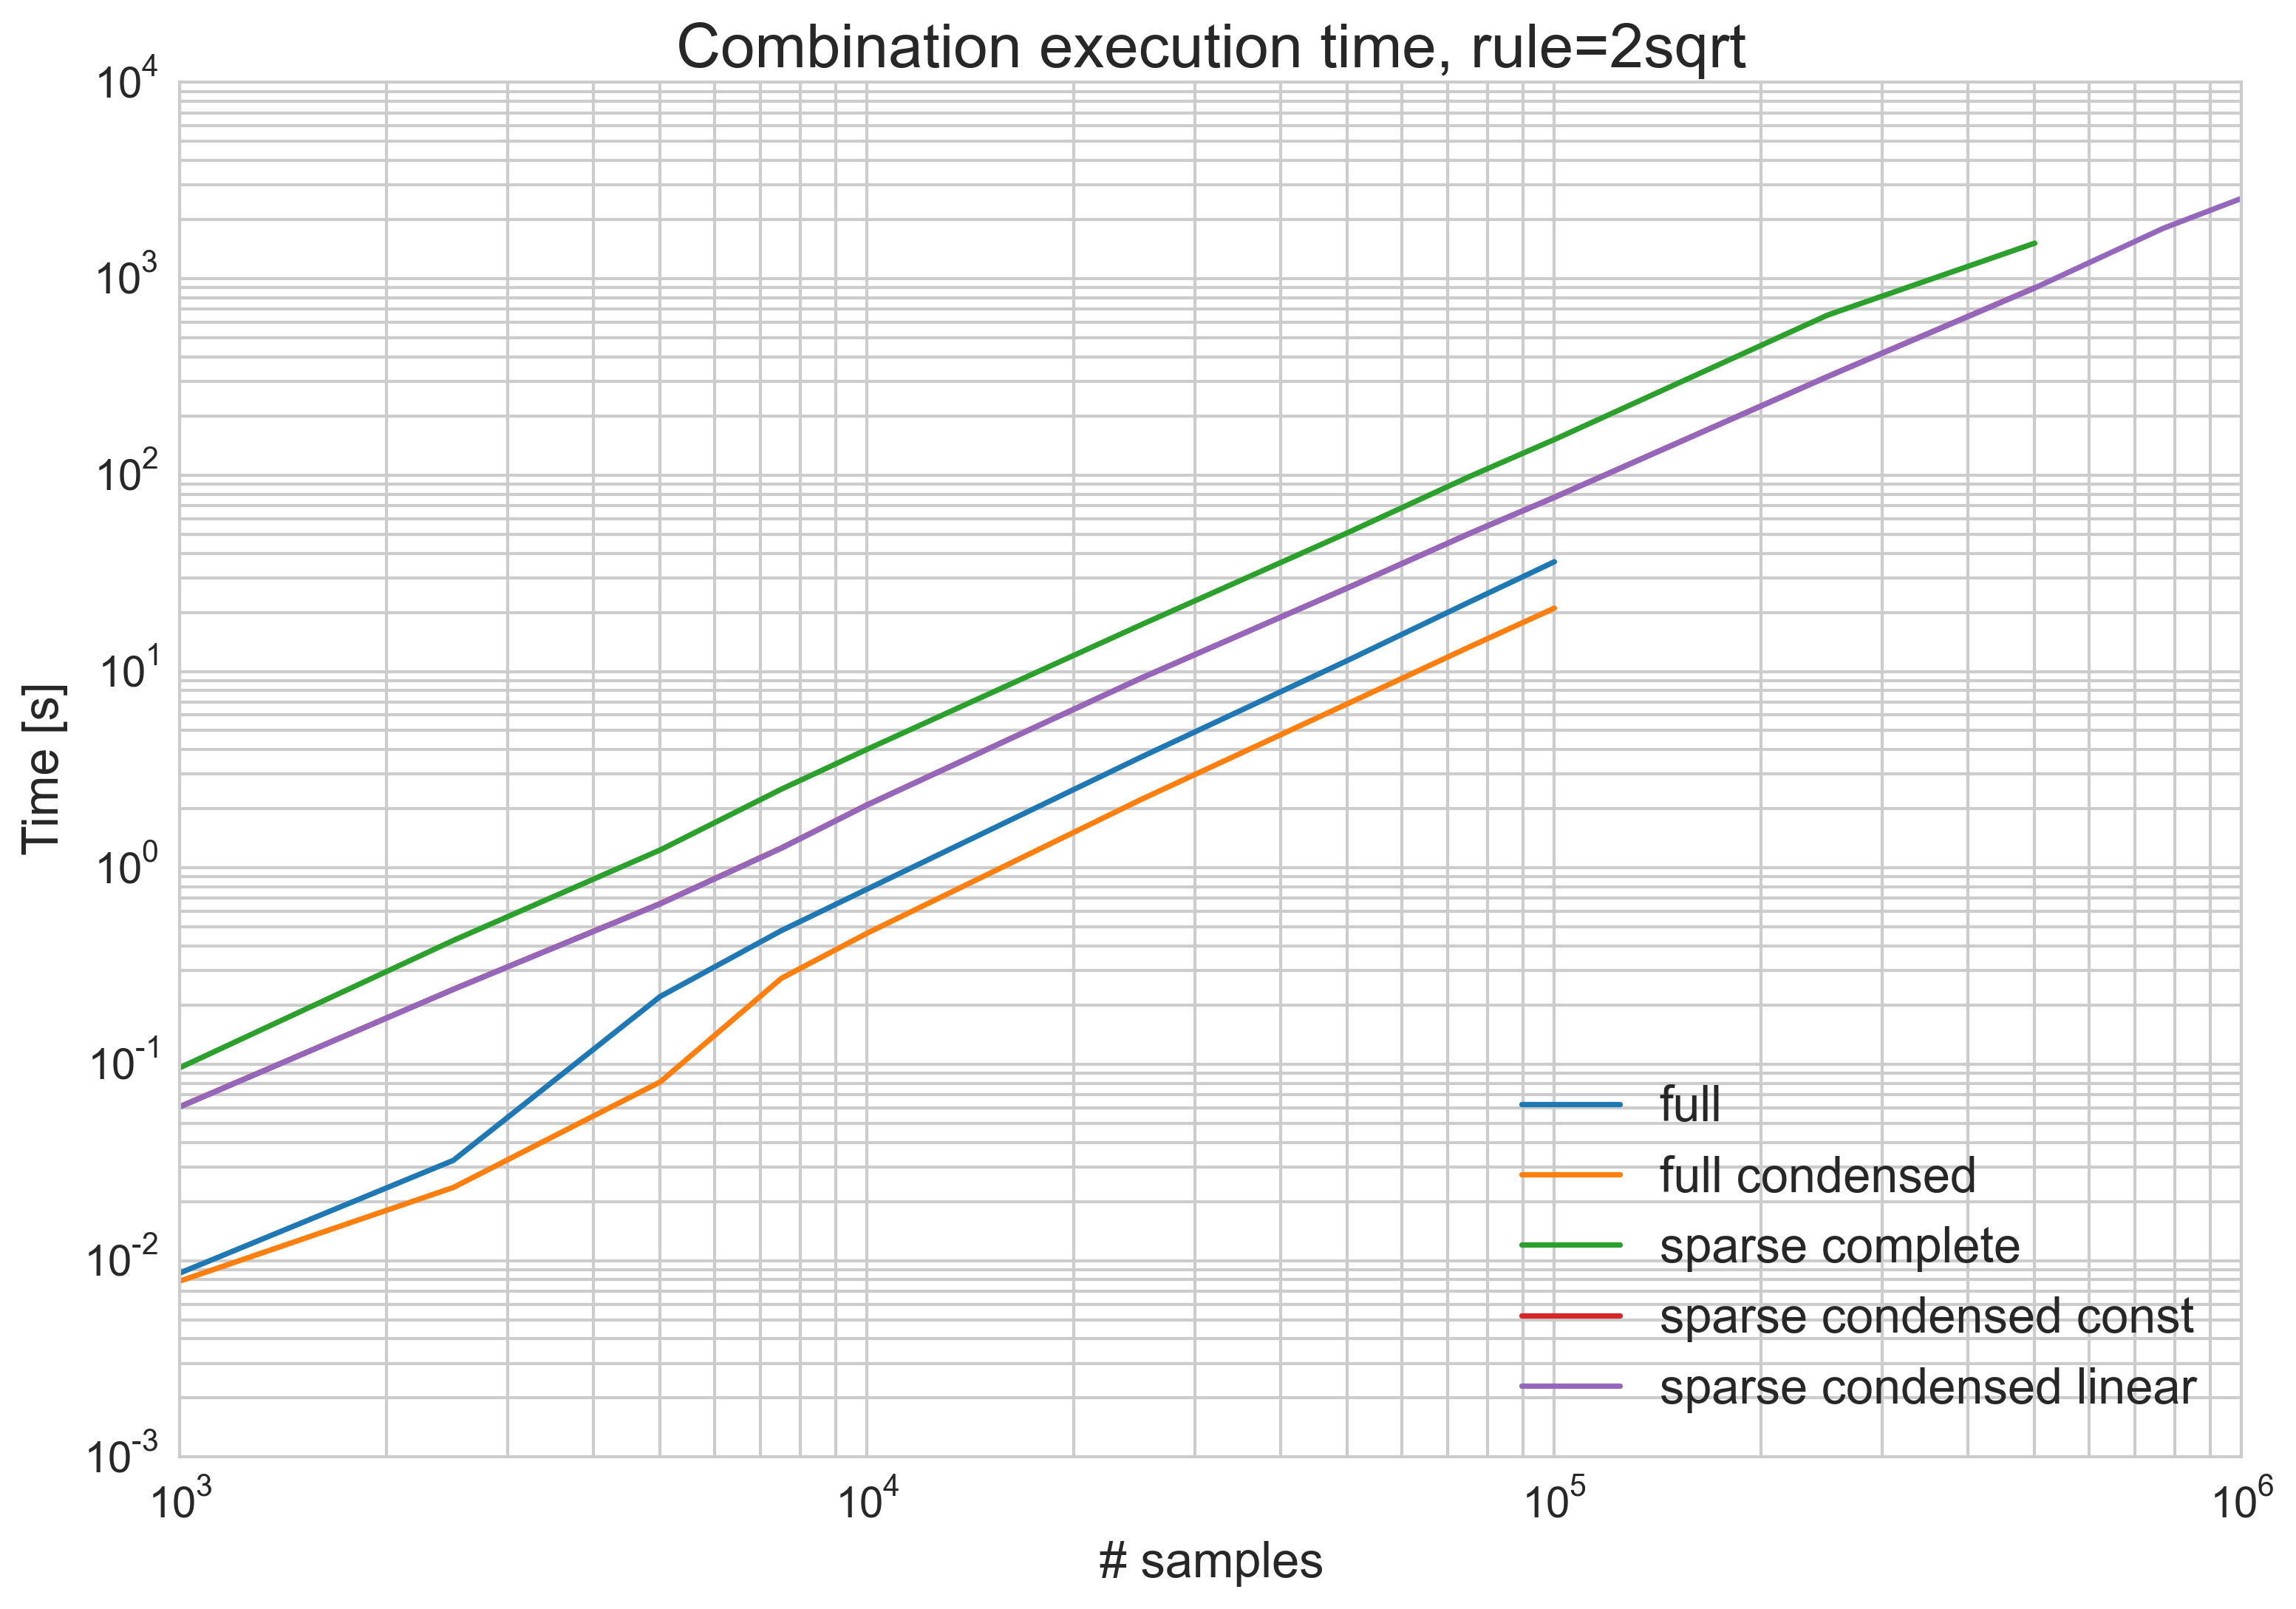 Combination execution time, rule=2sqrt
10^4
10^3
10^2
10^1
10^0
10^-1
10^-2
10^-3
Time [s]
full
full condensed
sparse complete
sparse condensed const
sparse condensed linear
10^3 10^4 10^5 10^6
# samples